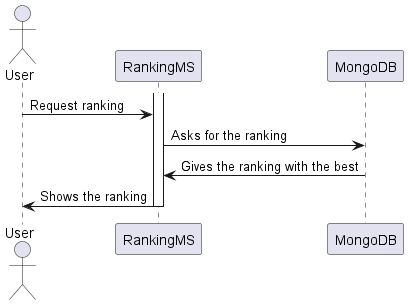 User
RankingMS
MongoDB
Request ranking
Asks for the ranking
Gives the ranking with the best
Shows the ranking
User
RankingMS
MongoDB